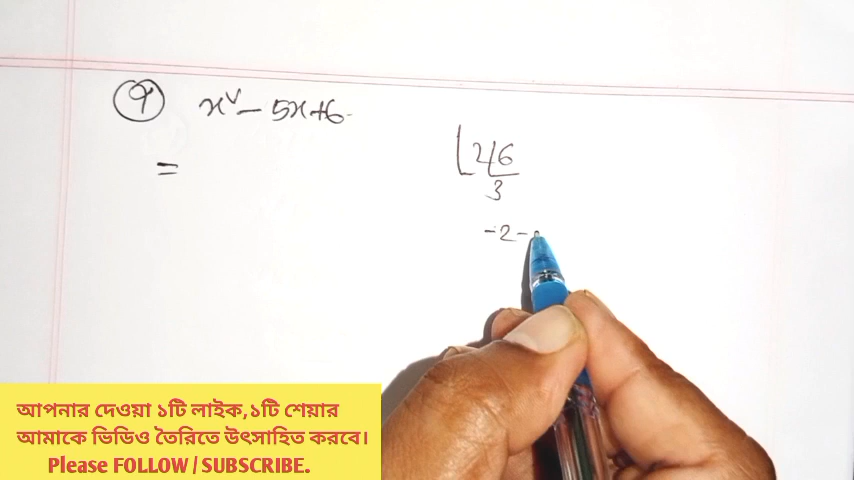 ৭ x² - 5x+6
=
2|6
3
-2-
আপনার দেওয়া ১টি লাইক,১টি শেয়ার
আমাকে ভিডিও তৈরিতে উৎসাহিত করবে।
Please FOLLOW / SUBSCRIBE.